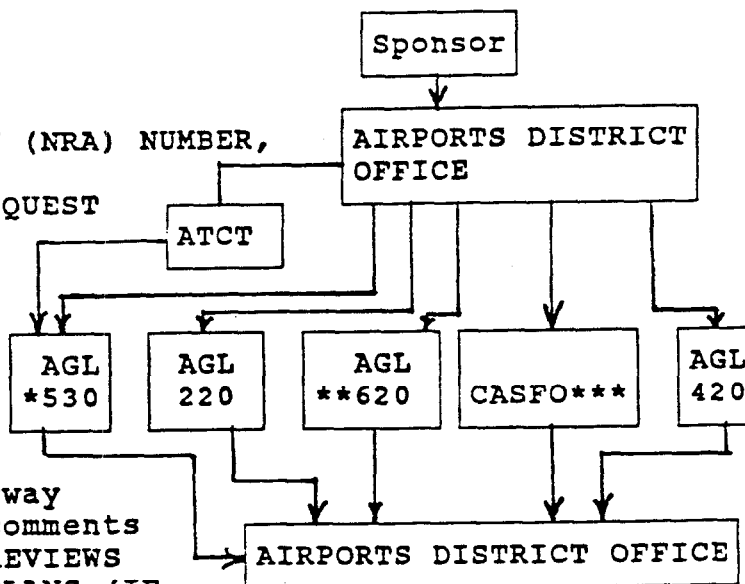 Sponsor
(NRA) NUMBER,
AIRPORTS DISTRICT
OFFICE
QUEST
ATCT
AGL
*530
AGL
220
AGL
**620
CASFO***
AGL
420
way
omments
REVIEWS
AIRPORTS DISTRICT OFFICE